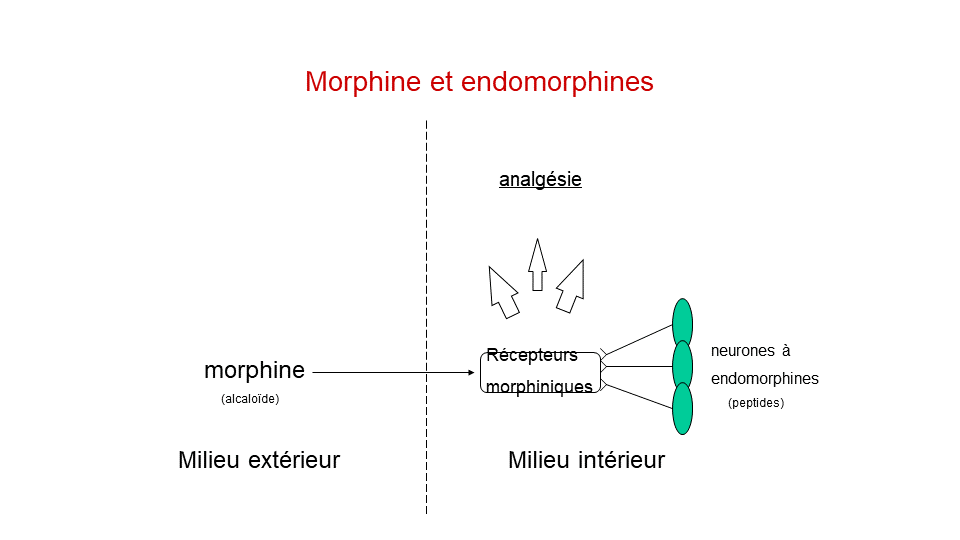 Morphine et endomorphines
analgésie
morphine
(alcaloïde)
Récepteurs
morphiniques
neurones à
endomorphines
(peptides)
Milieu extérieur
Milieu intérieur